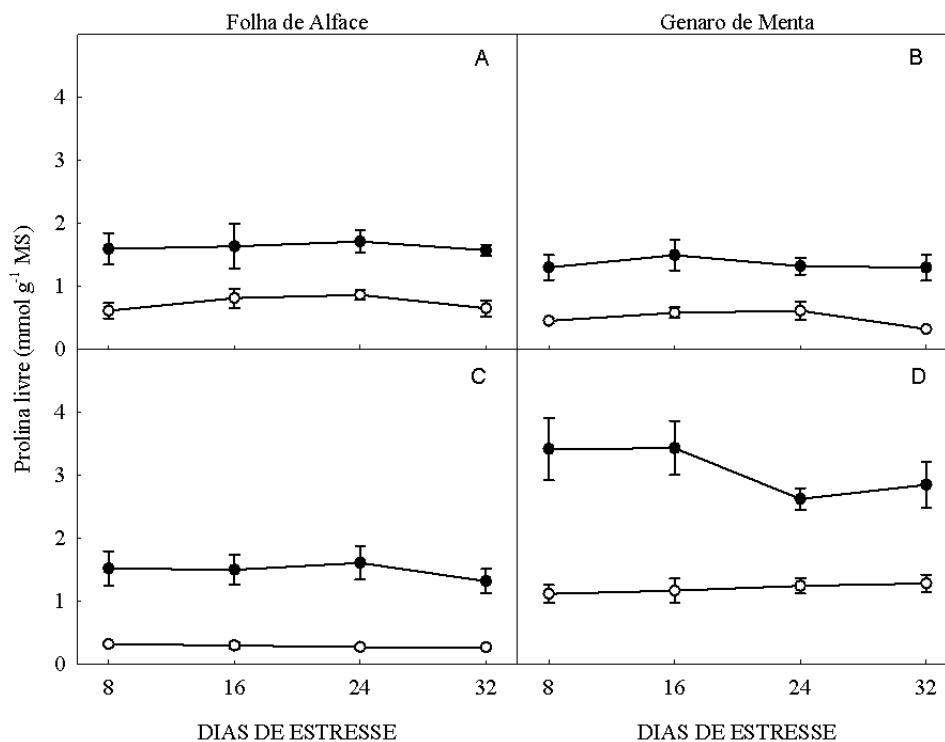 Folha de Alface Genaro de Menta
A B
4
3
2
1
0
C D
4
3
2
1
0
Prolina livre (mmol g⁻¹ MS)
8 16 24 32 8 16 24 32
DIAS DE ESTRESSE DIAS DE ESTRESSE